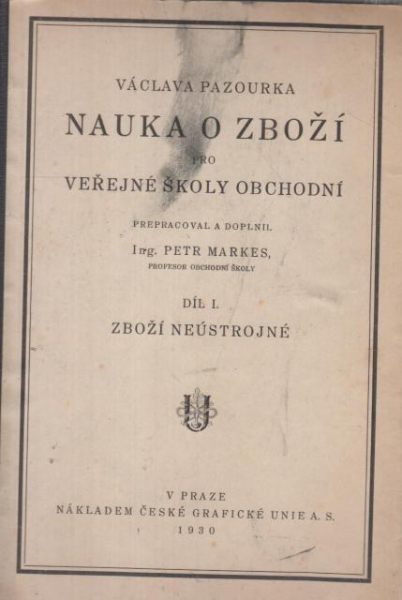 VÁCLAVA PAZOURKA
NAUKA O ZBOŽÍ
PRO
VEŘEJNÉ ŠKOLY OBCHODNÍ
PREPRACOVAL A DOPLNIL
Ing. PETR MARKES,
PROFESOR OBCHODNÍ ŠKOLY
DÍL I.
ZBOŽÍ NEÚSTROJNÉ
U
V PRAZE
NÁKLADEM ČESKÉ GRAFICKÉ UNIE A. S.
1930